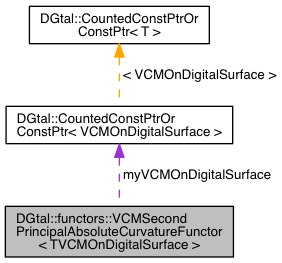 DGtal::CountedConstPtrOr
ConstPtr< T >
< VCMOnDigitalSurface >
DGtal::CountedConstPtrOr
ConstPtr< VCMOnDigitalSurface >
myVCMOnDigitalSurface
DGtal::functors::VCMSecond
PrincipalAbsoluteCurvatureFunctor
< TVCMOnDigitalSurface >